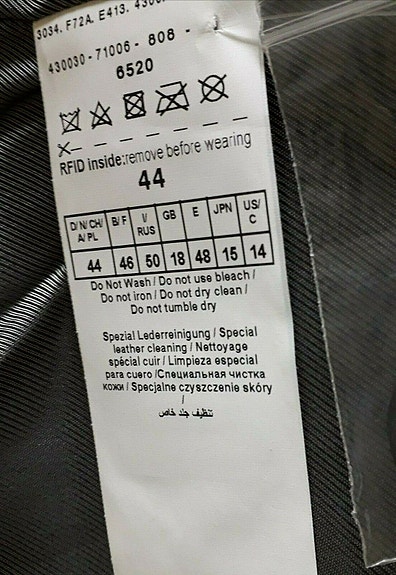 3034. F72A. E413.
430030-71006 - 808 -
6520
RFID inside:remove before wearing
44
D/ N/ CH/ A/ PL B/ F I/ RUS GB E JPN US/ C
44 46 50 18 48 15 14
Do Not Wash / Do not use bleach /
Do not iron / Do not dry clean /
Do not tumble dry
Spezial Lederreinigung / Special
leather cleaning / Nettoyage
spécial cuir / Limpieza especial
para cuero /Специальная чистка
кожи / Specjalne czyszczenie skóry
/
تنظيف جلد خاص